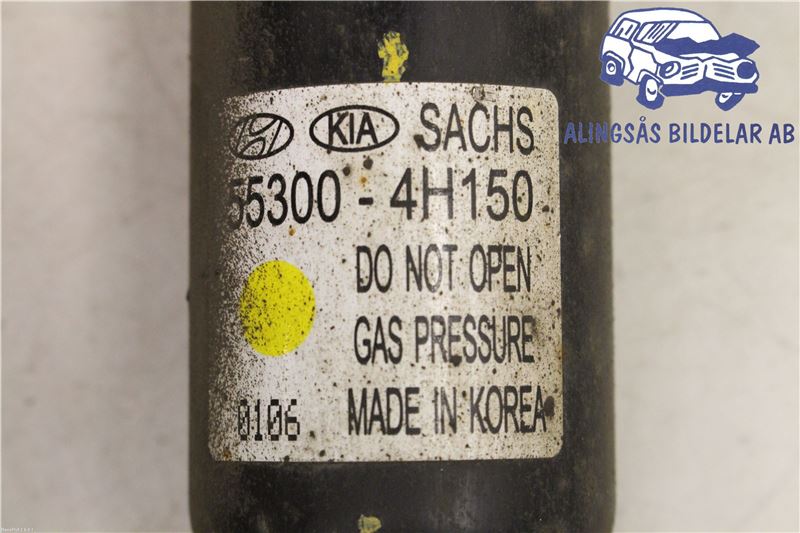 KIA SACHS
55300 - 4H150
DO NOT OPEN
GAS PRESSURE
0106 MADE IN KOREA
ALINGSÅS BILDELAR AB